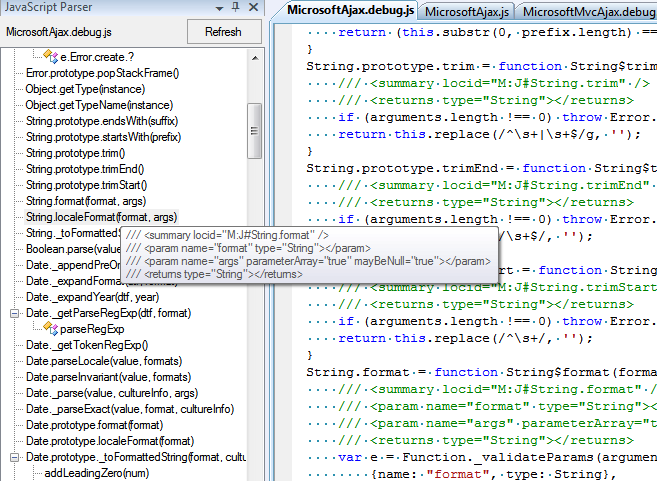 JavaScript Parser
MicrosoftAjax.debug.js
Refresh
e.Error.create.?
Error.prototype.popStackFrame()
Object.getType(instance)
Object.getTypeName(instance)
String.prototype.endsWith(suffix)
String.prototype.startsWith(prefix)
String.prototype.trim()
String.prototype.trimEnd()
String.prototype.trimStart()
String.format(format, args)
String.localeFormat(format, args)
String._toFormattedS
Boolean.parse(value
Date._appendPreOr
Date._expandFormat(dtf, format)
Date._expandYear(dtf, year)
Date._getParseRegExp(dtf, format)
parseRegExp
Date._getTokenRegExp()
Date.parseLocale(value, formats)
Date.parseInvariant(value, formats)
Date._parse(value, cultureInfo, args)
Date._parseExact(value, format, cultureInfo)
Date.prototype.format(format)
Date.prototype.localeFormat(format)
Date.prototype._toFormattedString(format, cultu
addLeadingZero(num)
/// <summary locid="M:J#String.format" />
/// <param name="format" type="String"></param>
/// <param name="args" parameterArray="true" mayBeNull="true"></param>
/// <returns type="String"></returns>
MicrosoftAjax.debug.js
MicrosoftAjax.js
MicrosoftMvcAjax.debug
return (this.substr(0, prefix.length) ==
}
String.prototype.trim = function String$t
/// <summary locid="M:J#String.trim" />
/// <returns type="String"></returns>
if (arguments.length !== 0) throw Error.
return this.replace(/^\s+|\s+$/g, '');
}
String.prototype.trimEnd = function String$t
/// <summary locid="M:J#String.trimEnd"
/// <returns type="String"></returns>
if (arguments.length !== 0) throw Error.
/\s+$/, '');
rt = function String
J#String.trimStart
/// <returns type="String"></returns>
if (arguments.length !== 0) throw Error.
return this.replace(/^\s+/, '');
}
String.format = function String$format(forma
/// <summary locid="M:J#String.format" /
/// <param name="format" type="String"><
/// <param name="args" parameterArray="t
/// <returns type="String"></returns>
var e = Function._validateParams(argumen
{name: "format", type: String},